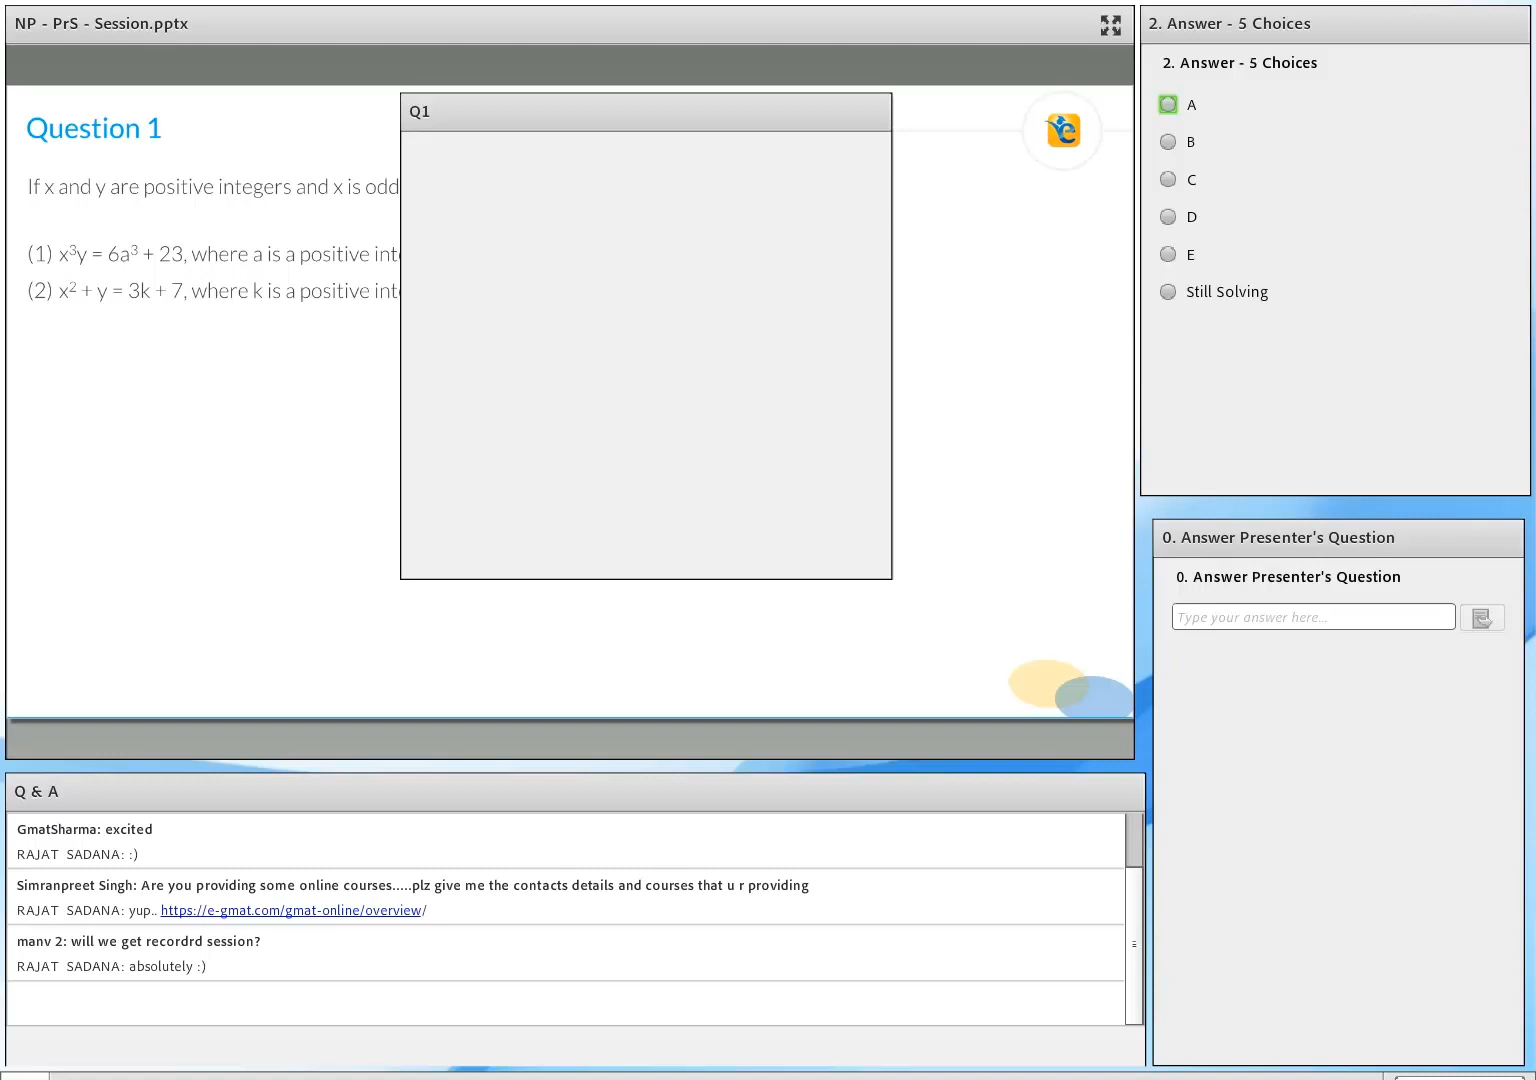 NP - PrS - Session.pptx
Question 1
If x and y are positive integers and x is odd
(1) x³y = 6a³ + 23, where a is a positive int
(2) x² + y = 3k + 7, where k is a positive int
Q1
2. Answer - 5 Choices
2. Answer - 5 Choices
A
B
C
D
E
Still Solving
0. Answer Presenter's Question
0. Answer Presenter's Question
Type your answer here...
Q & A
GmatSharma: excited
RAJAT SADANA: :)
Simranpreet Singh: Are you providing some online courses.....plz give me the contacts details and courses that u r providing
RAJAT SADANA: yup.. https://e-gmat.com/gmat-online/overview/
manv 2: will we get recordrd session?
RAJAT SADANA: absolutely :)